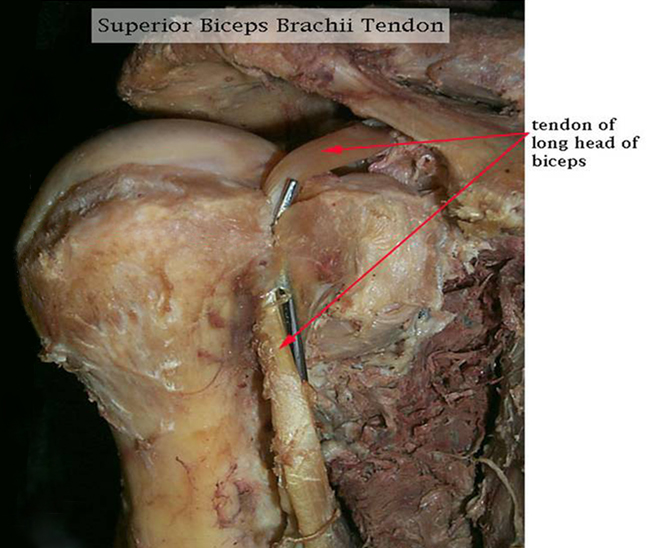 Superior Biceps Brachii Tendon
tendon of
long head of
biceps